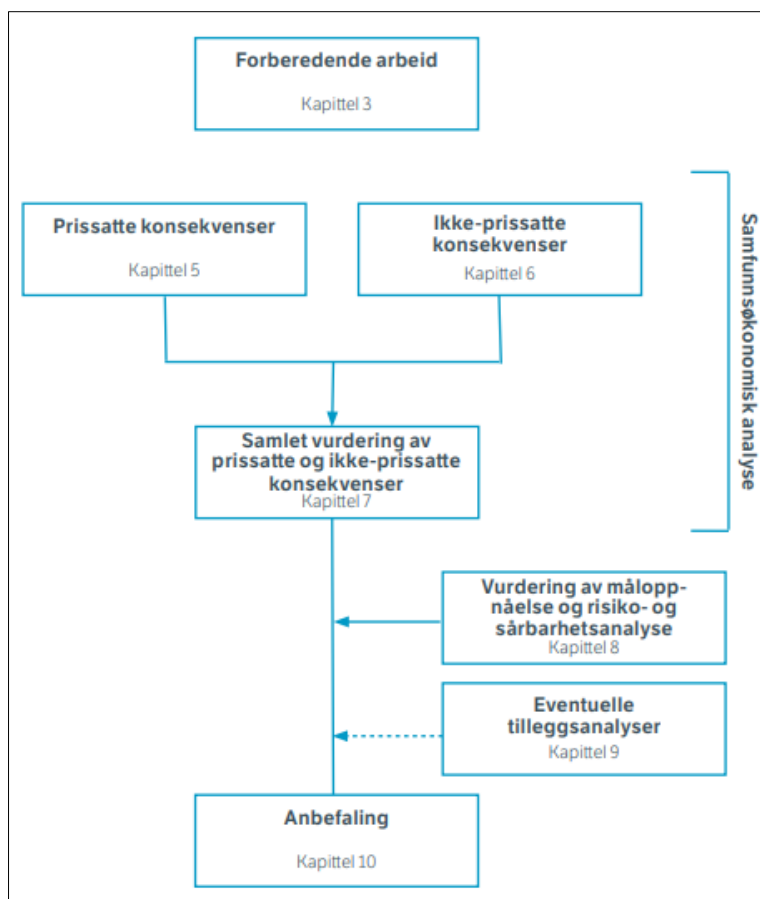 Forberedende arbeid
Kapittel 3
Prissatte konsekvenser
Kapittel 5
Ikke-prissatte
konsekvenser
Kapittel 6
Samfunnsøkonomisk analyse
Samlet vurdering av
prissatte og ikke-prissatte
konsekvenser
Kapittel 7
Vurdering av målopp-
nåelse og risiko- og
sårbarhetsanalyse
Kapittel 8
Eventuelle
tilleggsanalyser
Kapittel 9
Anbefaling
Kapittel 10